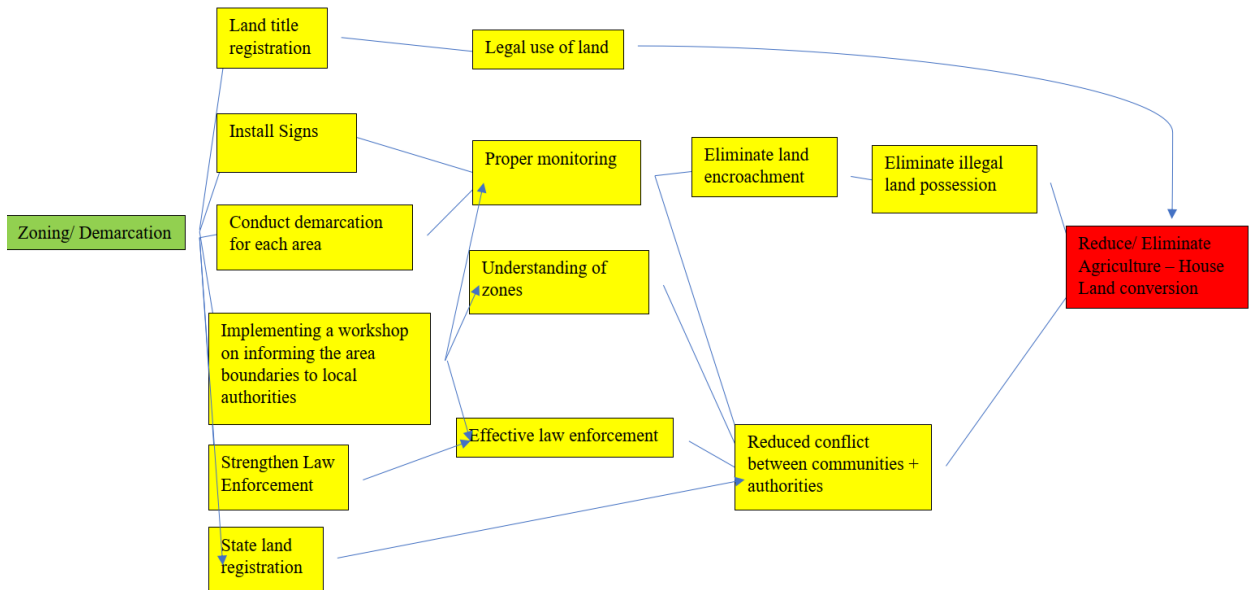 Zoning/ Demarcation
Land title
registration
Install Signs
Conduct demarcation
for each area
Implementing a workshop
on informing the area
boundaries to local
authorities
Strengthen Law
Enforcement
State land
registration
Legal use of land
Proper monitoring
Understanding of
zones
Effective law enforcement
Eliminate land
encroachment
Eliminate illegal
land possession
Reduced conflict
between communities +
authorities
Reduce/ Eliminate
Agriculture – House
Land conversion